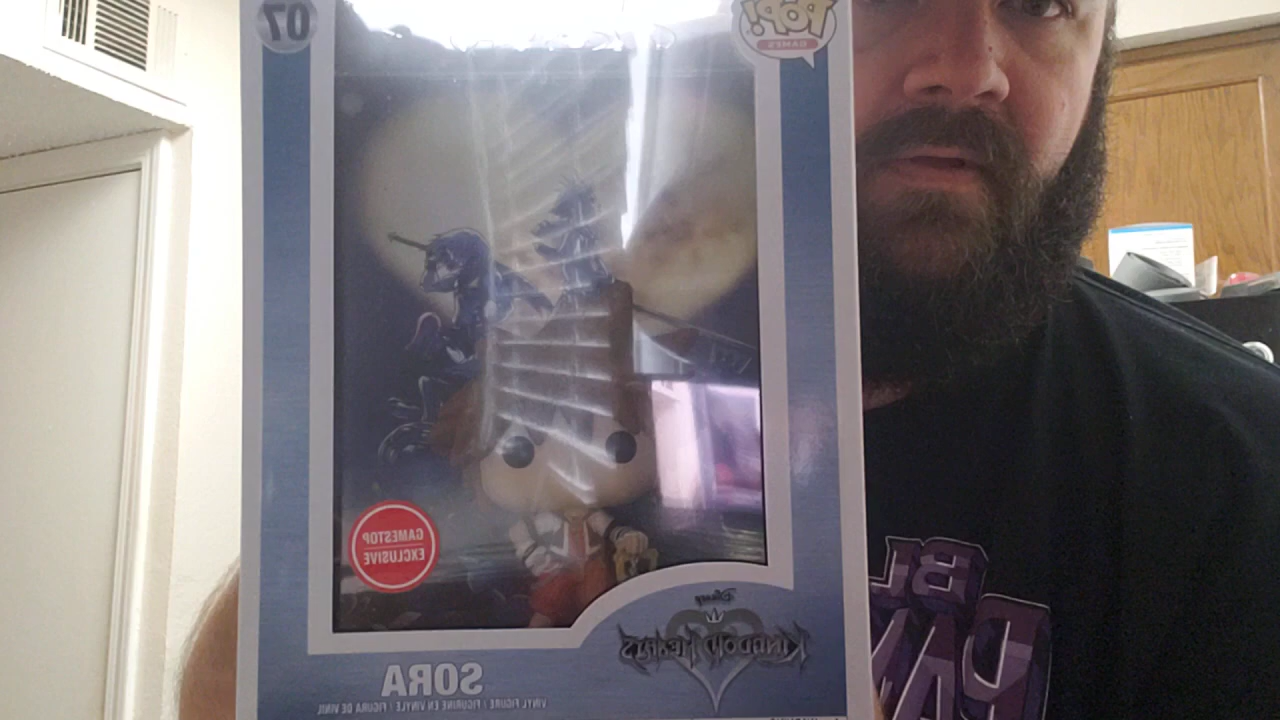 07
POP!
GAMES
GAMESTOP
EXCLUSIVE
Disney
KINGDOM HEARTS
SORA
VINYL FIGURE / FIGURINE EN VINYLE / FIGURA DE VINIL